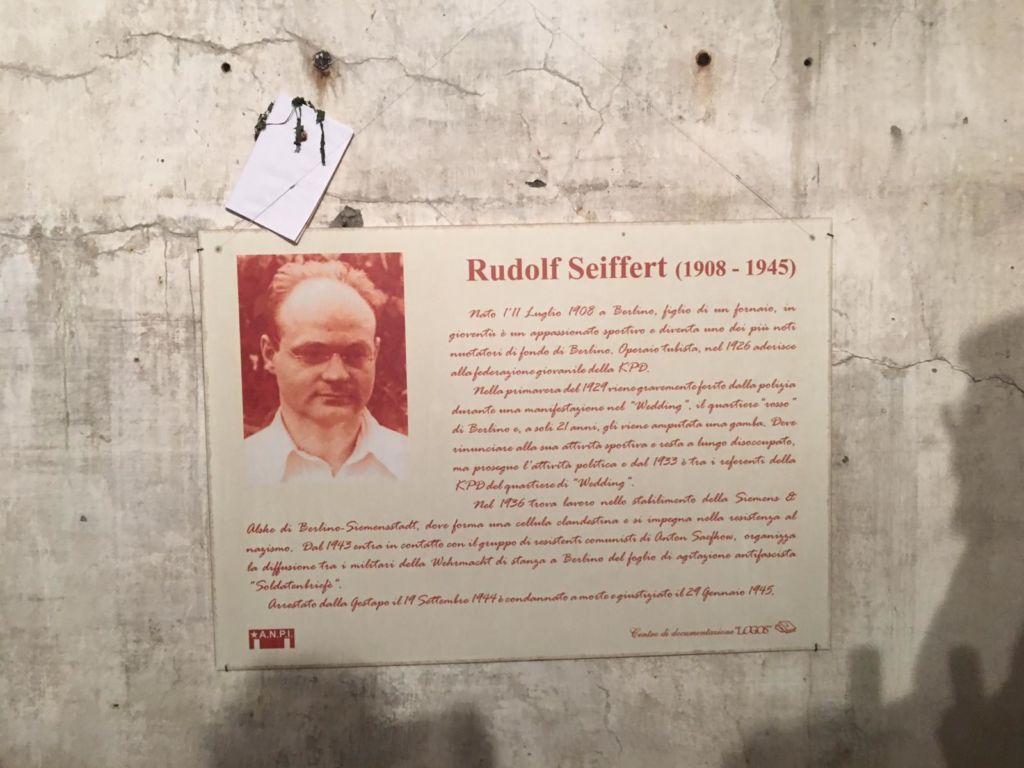 Rudolf Seiffert (1908 - 1945)
Nato l'11 Luglio 1908 a Berlino, figlio di un fornaio, in
gioventù è un appassionato sportivo e diventa uno dei più noti
nuotatori di fondo di Berlino. Operaio tubista, nel 1926 aderisce
alla federazione giovanile della KPD.
Nella primavera del 1929 viene gravemente ferito dalla polizia
durante una manifestazione nel "Wedding", il quartiere "rosso"
di Berlino e, a soli 21 anni, gli viene amputata una gamba. Deve
rinunciare alla sua attività sportiva e resta a lungo disoccupato,
ma prosegue l'attività politica e dal 1933 è tra i referenti della
KPD del quartiere di "Wedding".
Nel 1936 trova lavoro nello stabilimento della Siemens &
Alske di Berlino-Siemensstadt, dove forma una cellula clandestina e si impegna nella resistenza al
nazismo. Dal 1943 entra in contatto con il gruppo di resistenti comunisti di Anton Saefkow, organizza
la diffusione tra i militari della Wehrmacht di stanza a Berlino del foglio di agitazione antifascista
"Soldatenbriefe".
Arrestato dalla Gestapo il 19 Settembre 1944 è condannato a morte e giustiziato il 29 Gennaio 1945.
A.N.P.I.
Centro di documentazione "LOGOS"